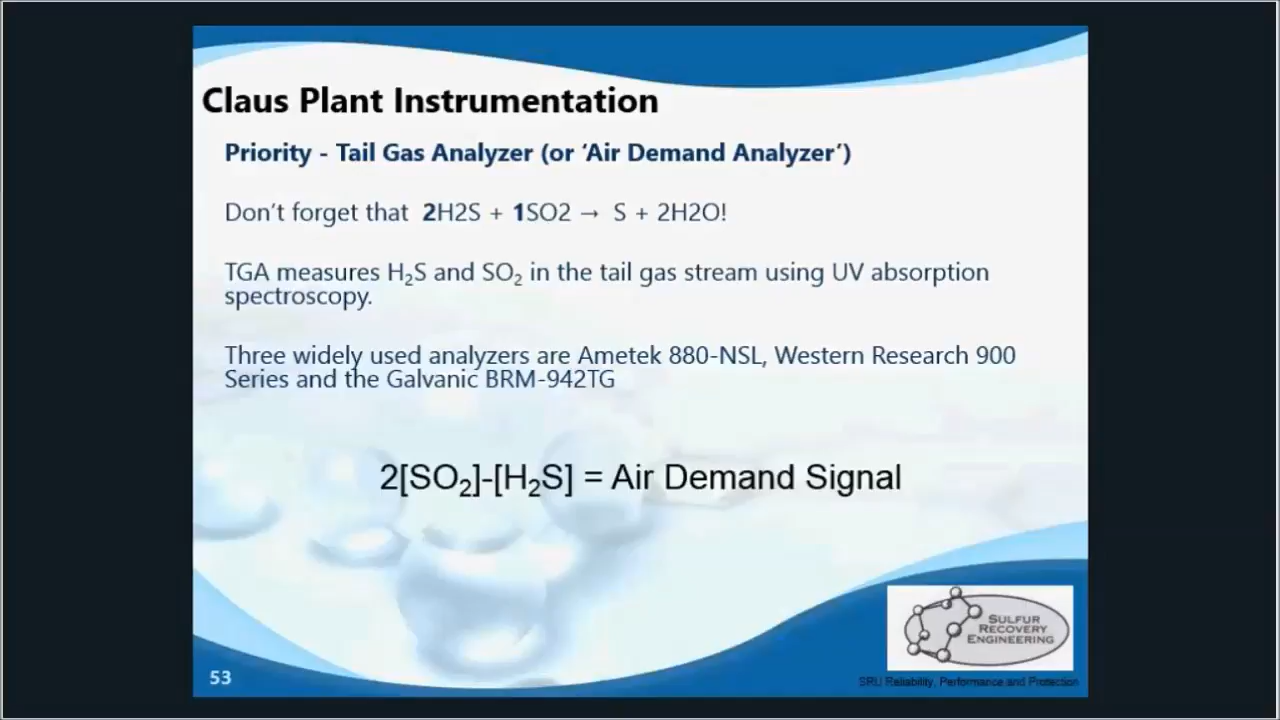 Claus Plant Instrumentation
Priority - Tail Gas Analyzer (or ‘Air Demand Analyzer’)
Don’t forget that 2H2S + 1SO2 → S + 2H2O!
TGA measures H₂S and SO₂ in the tail gas stream using UV absorption
spectroscopy.
Three widely used analyzers are Ametek 880-NSL, Western Research 900
Series and the Galvanic BRM-942TG
2[SO₂]-[H₂S] = Air Demand Signal
SULFUR
RECOVERY
ENGINEERING
53
SRU Reliability, Performance and Protection